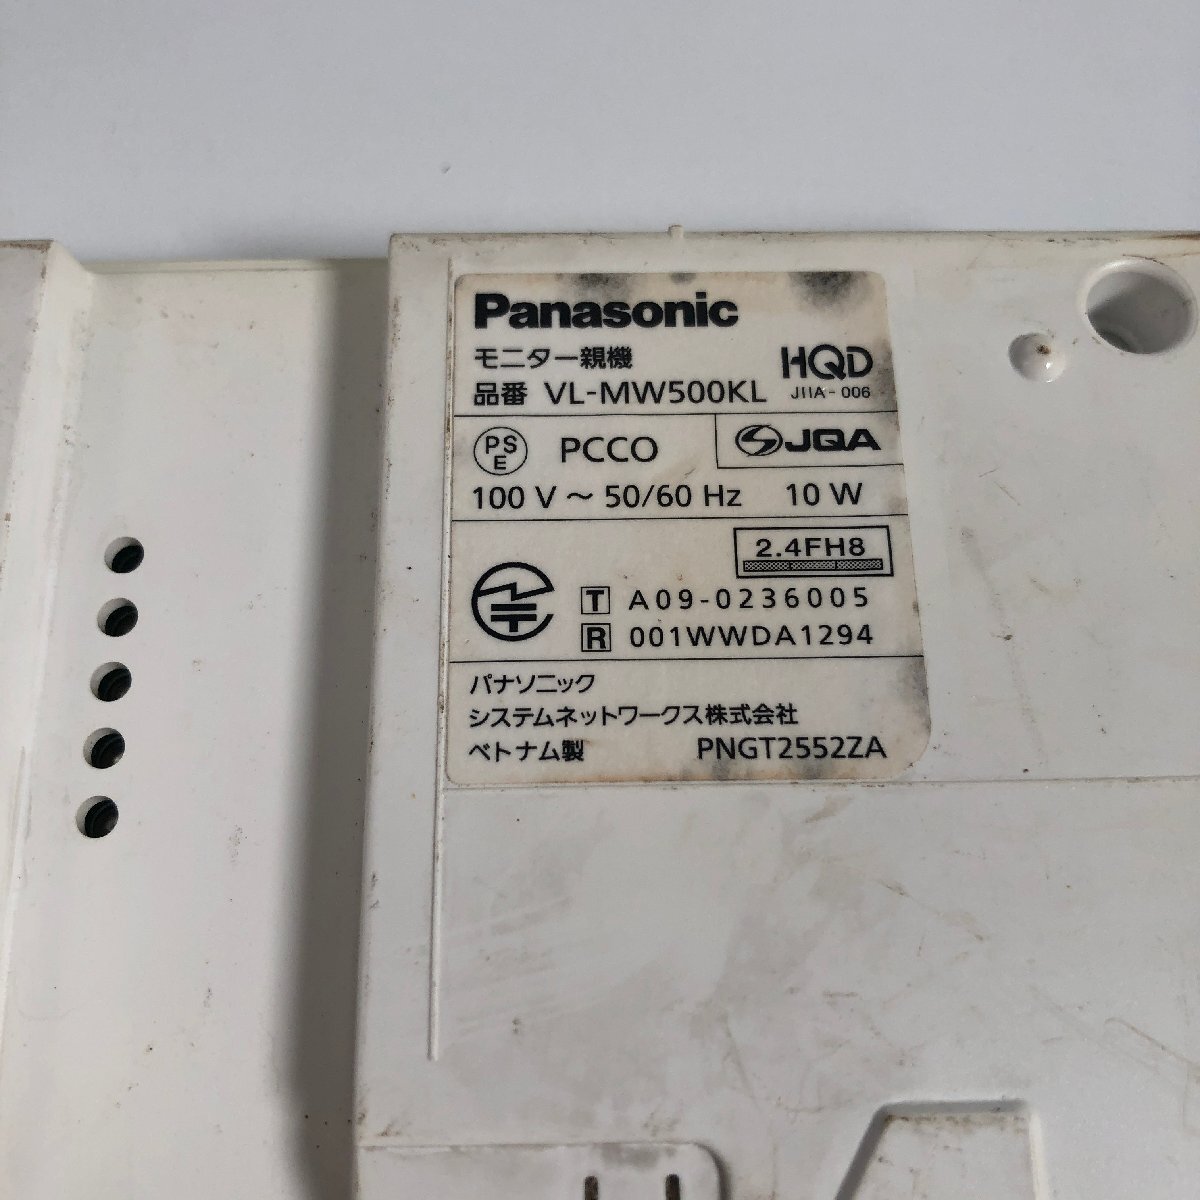 Panasonic
モニター親機
HQD
品番 VL-MW500KL
JIIA-006
PSE PCCO
JQA
100 V ～ 50/60 Hz 10 W
2.4FH8
T A09-0236005
R 001WWDA1294
パナソニック
システムネットワークス株式会社
ベトナム製 PNGT2552ZA